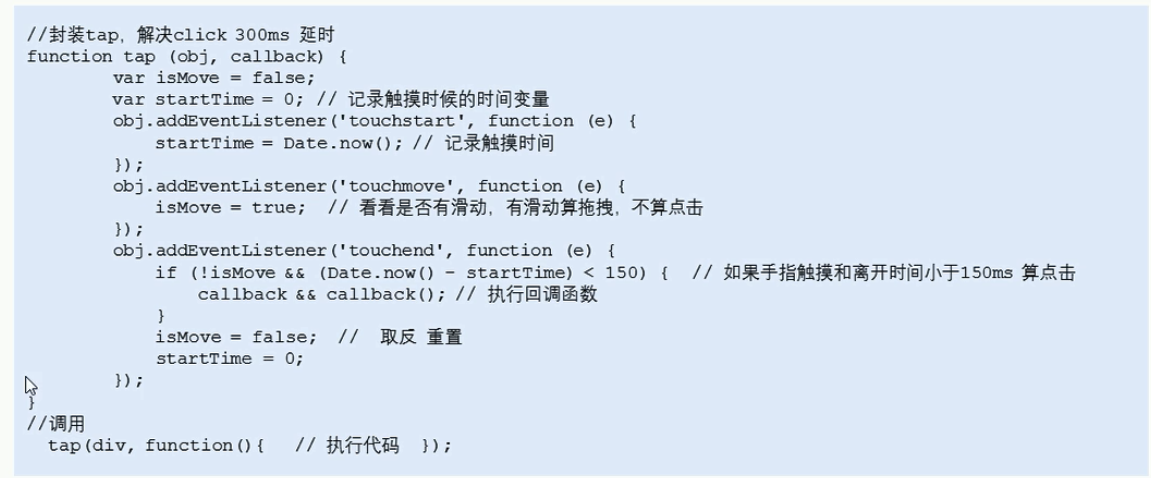 //封装tap，解决click 300ms 延时
function tap (obj, callback) {
        var isMove = false;
        var startTime = 0; // 记录触摸时候的时间变量
        obj.addEventListener('touchstart', function (e) {
            startTime = Date.now(); // 记录触摸时间
        });
        obj.addEventListener('touchmove', function (e) {
            isMove = true;  // 看看是否有滑动，有滑动算拖拽，不算点击
        });
        obj.addEventListener('touchend', function (e) {
            if (!isMove && (Date.now() - startTime) < 150) {  // 如果手指触摸和离开时间小于150ms 算点击
                callback && callback(); // 执行回调函数
            }
            isMove = false;  //  取反 重置
            startTime = 0;
        });
}
//调用
  tap(div, function(){   // 执行代码  });